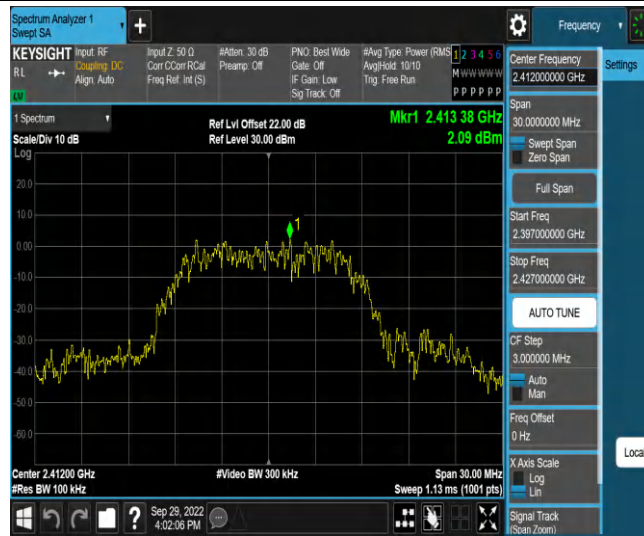 Spectrum Analyzer 1
Swept SA
+
Frequency
KEYSIGHT
RL
Input: RF
Coupling: DC
Align: Auto
Input Z: 50 Ω
Corr CCorr RCal
Freq Ref: Int (S)
#Atten: 30 dB
Preamp: Off
PNO: Best Wide
Gate: Off
IF Gain: Low
Sig Track: Off
#Avg Type: Power (RMS
Avg|Hold: 10/10
Trig: Free Run
1 2 3 4 5 6
M W W W W W
P P P P P P
Center Frequency
2.412000000 GHz
Settings
Span
30.0000000 MHz
Swept Span
Zero Span
Full Span
Start Freq
2.397000000 GHz
Stop Freq
2.427000000 GHz
AUTO TUNE
CF Step
3.000000 MHz
Auto
Man
Freq Offset
0 Hz
Local
X Axis Scale
Log
Lin
Signal Track
(Span Zoom)
1 Spectrum
Scale/Div 10 dB
Log
Ref Lvl Offset 22.00 dB
Ref Level 30.00 dBm
Mkr1 2.413 38 GHz
2.09 dBm
20.0
10.0
0.00
-10.0
-20.0
-30.0
-40.0
-50.0
-60.0
1
Center 2.41200 GHz
#Res BW 100 kHz
#Video BW 300 kHz
Span 30.00 MHz
Sweep 1.13 ms (1001 pts)
?
Sep 29, 2022
4:02:06 PM